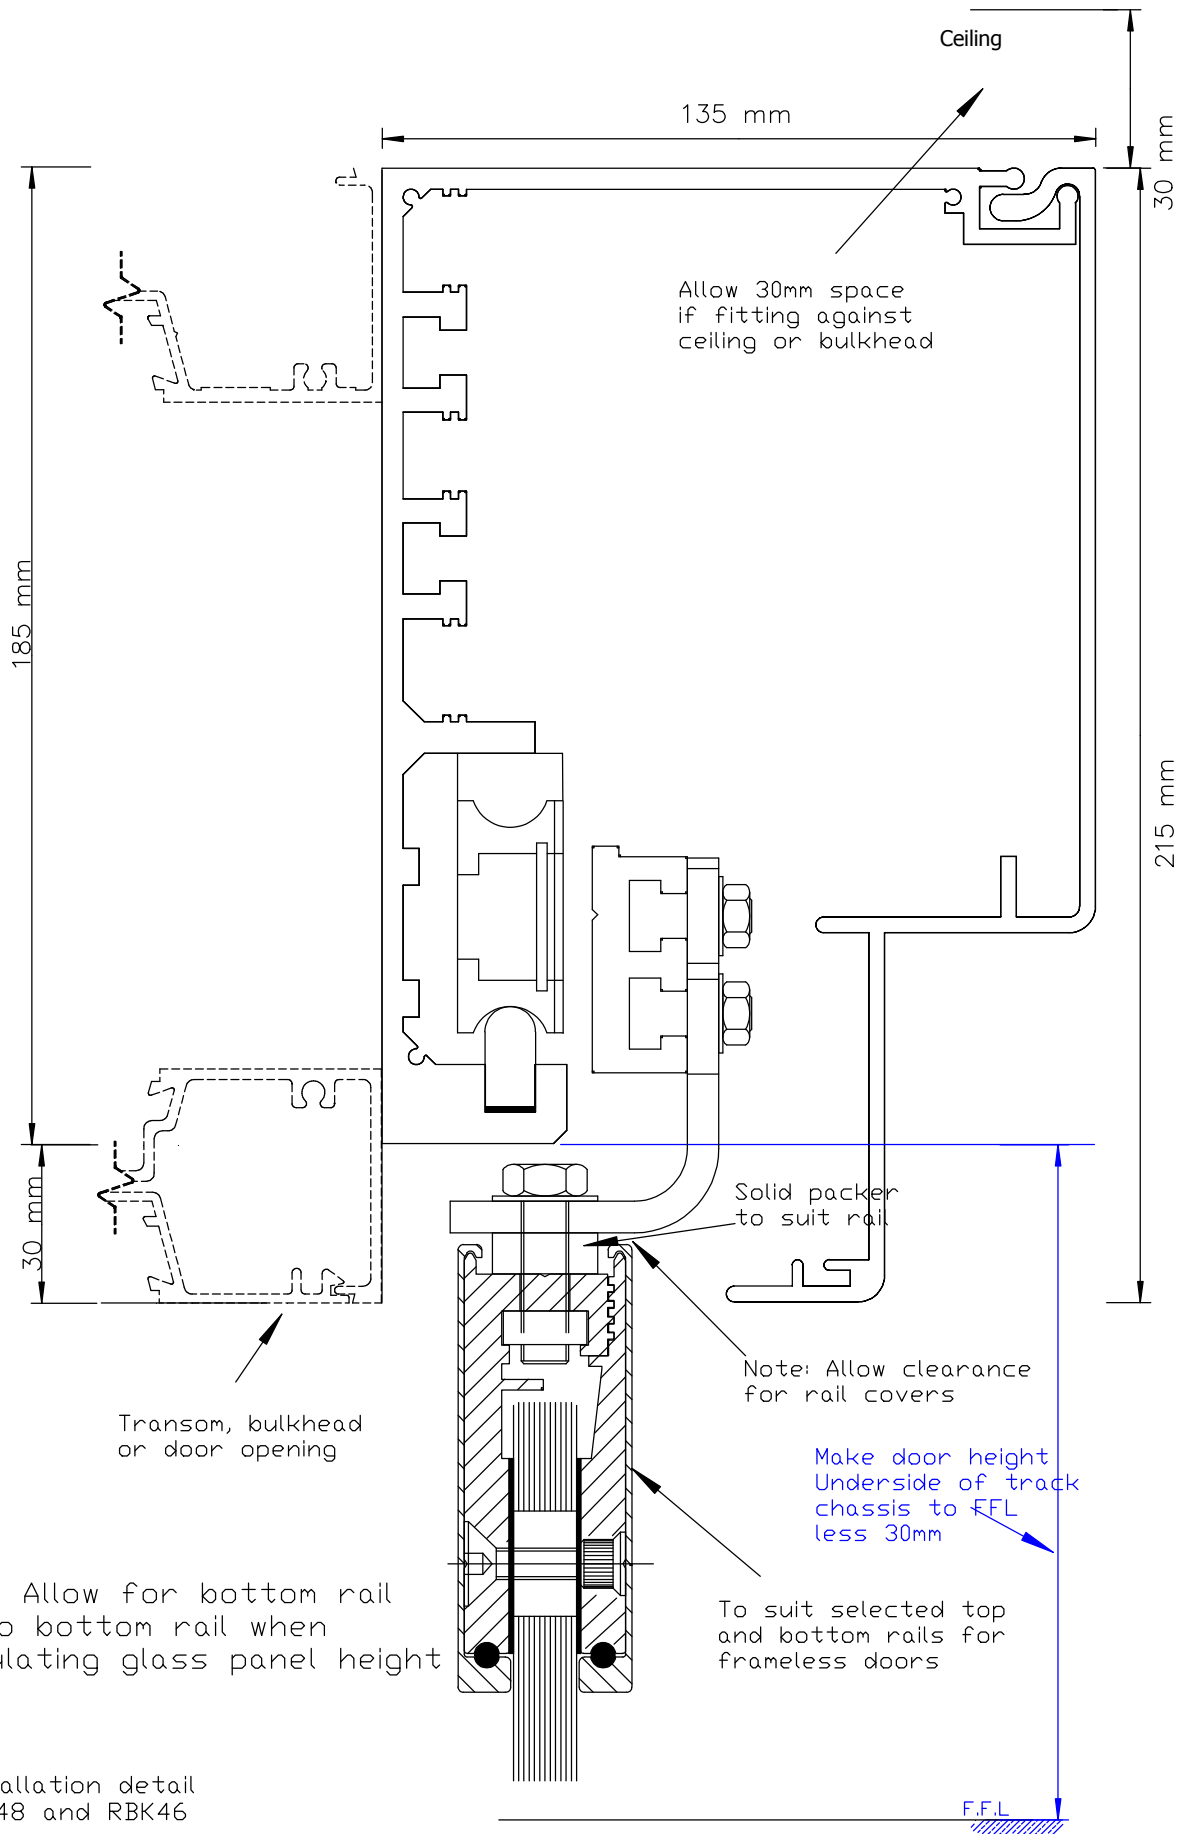 Ceiling
135 mm
30 mm
Allow 30mm space
if fitting against
ceiling or bulkhead
185 mm
215 mm
30 mm
Solid packer
to suit rail
Note: Allow clearance
for rail covers
Transom, bulkhead
or door opening
Make door height
Underside of track
chassis to FFL
less 30mm
Allow for bottom rail
bottom rail when
glass panel height
To suit selected top
and bottom rails for
frameless doors
detail
48 and RBK46
F.F.L